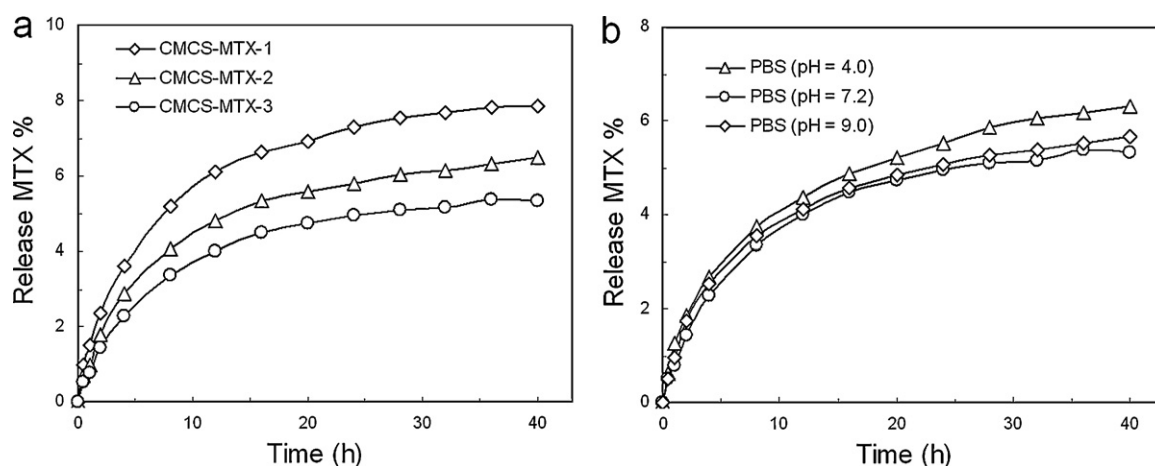 a
10
8
6
4
2
0
Release MTX %
CMCS-MTX-1
CMCS-MTX-2
CMCS-MTX-3
0 10 20 30 40
Time (h)
b
8
6
4
2
0
Release MTX %
PBS (pH = 4.0)
PBS (pH = 7.2)
PBS (pH = 9.0)
0 10 20 30 40
Time (h)